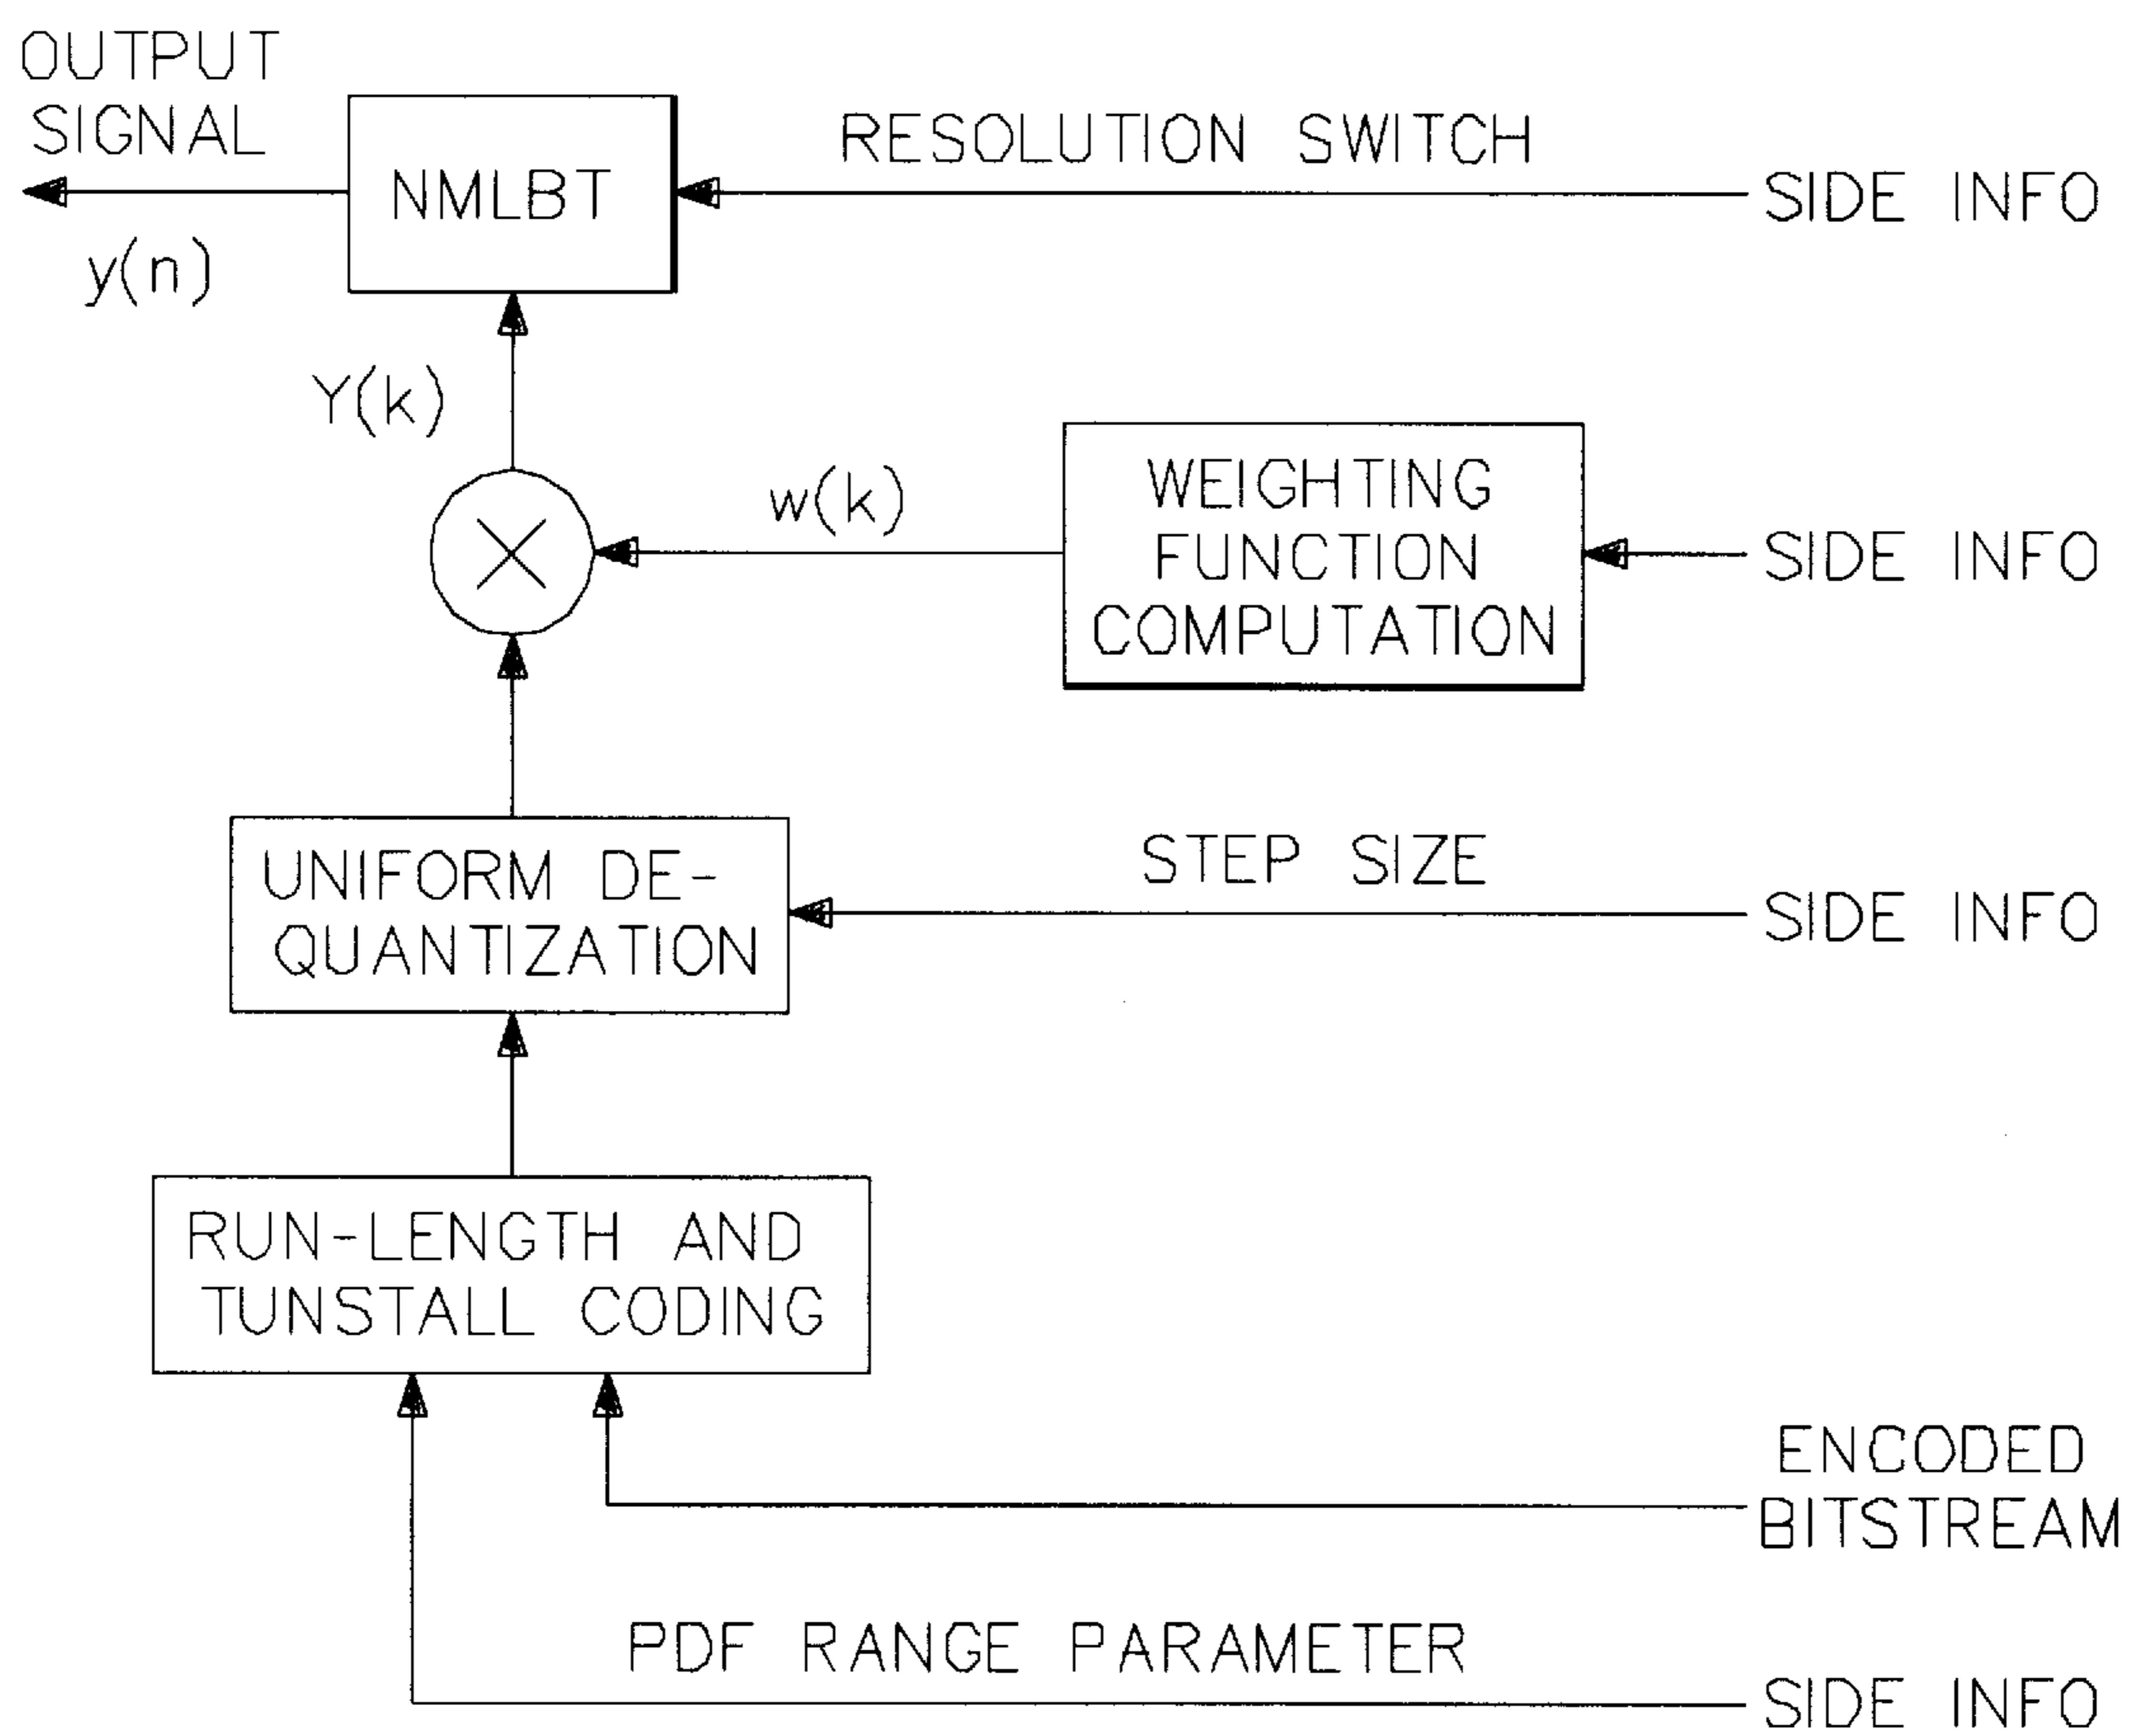 OUTPUT
SIGNAL
y(n)
NMLBT
RESOLUTION SWITCH
SIDE INFO
Y(k)
w(k)
WEIGHTING
FUNCTION
COMPUTATION
SIDE INFO
UNIFORM DE-
QUANTIZATION
STEP SIZE
SIDE INFO
RUN-LENGTH AND
TUNSTALL CODING
ENCODED
BITSTREAM
PDF RANGE PARAMETER
SIDE INFO